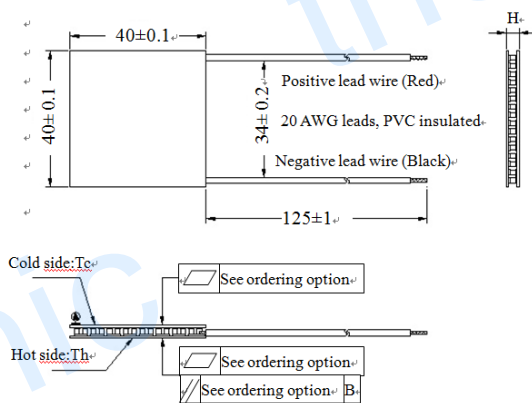 40±0.1
H
40±0.1
34±0.2
Positive lead wire (Red)
20 AWG leads, PVC insulated
Negative lead wire (Black)
125±1
Cold side:Tc
See ordering option
A
Hot side:Th
See ordering option
See ordering option B